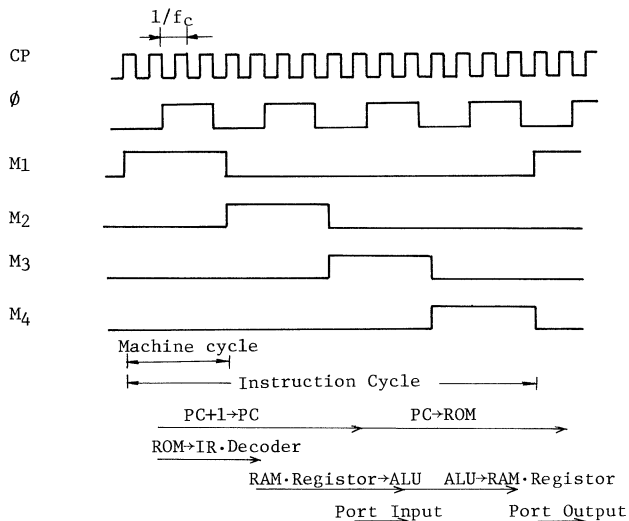 1/fc
CP
ϕ
M1
M2
M3
M4
Machine cycle
Instruction Cycle
PC+1→PC PC→ROM
ROM→IR·Decoder
RAM·Registor→ALU ALU→RAM·Registor
Port Input Port Output